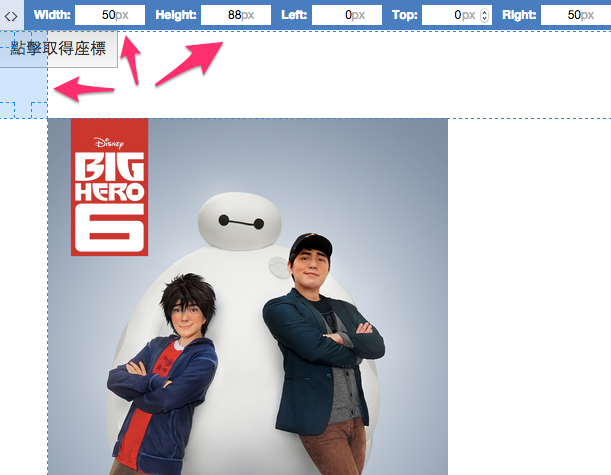 <> Width: 50px Height: 88px Left: 0px Top: 0px Right: 50px
點擊取得座標
Disney
BIG
HERO
6